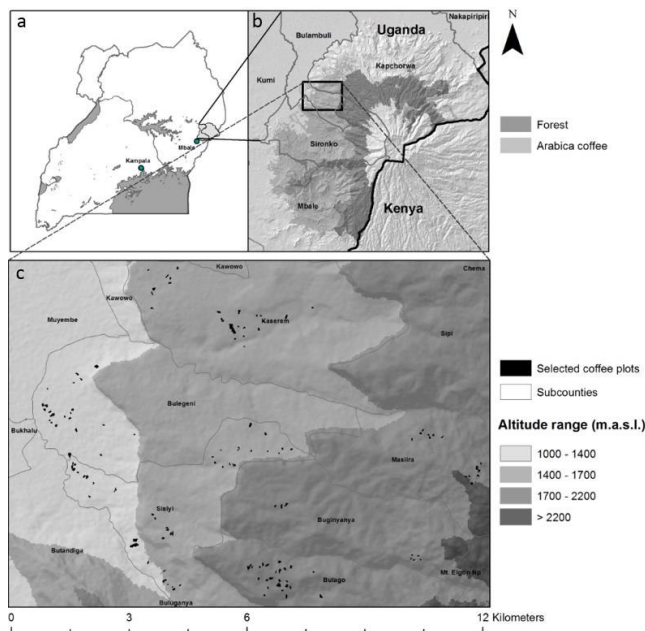 a
b
N
Nakapiripiri
Uganda
Bulambuli
Kapchorwa
Kumi
Sironko
Mbale
Kenya
Mbale
Kampala
Forest
Arabica coffee
c
Kawowo
Chema
Kawowo
Muyembe
Kaserem
Sipi
Bulegeni
Bukhalu
Masiira
Sisiyi
Buginyanya
Butandiga
Bulago
Mt. Elgon Np
Buluganya
Selected coffee plots
Subcounties
Altitude range (m.a.s.l.)
1000 - 1400
1400 - 1700
1700 - 2200
> 2200
0 3 6 9 12 Kilometers